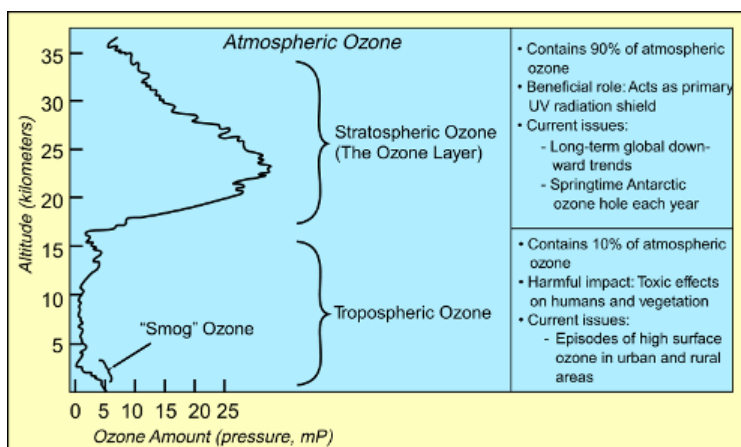 Atmospheric Ozone
35
30
25
20
15
10
5
Altitude (kilometers)
Stratospheric Ozone
(The Ozone Layer)
Tropospheric Ozone
"Smog" Ozone
0 5 10 15 20 25
Ozone Amount (pressure, mP)
• Contains 90% of atmospheric
ozone
• Beneficial role: Acts as primary
UV radiation shield
• Current issues:
- Long-term global down-
ward trends
- Springtime Antarctic
ozone hole each year
• Contains 10% of atmospheric
ozone
• Harmful impact: Toxic effects
on humans and vegetation
• Current issues:
- Episodes of high surface
ozone in urban and rural
areas